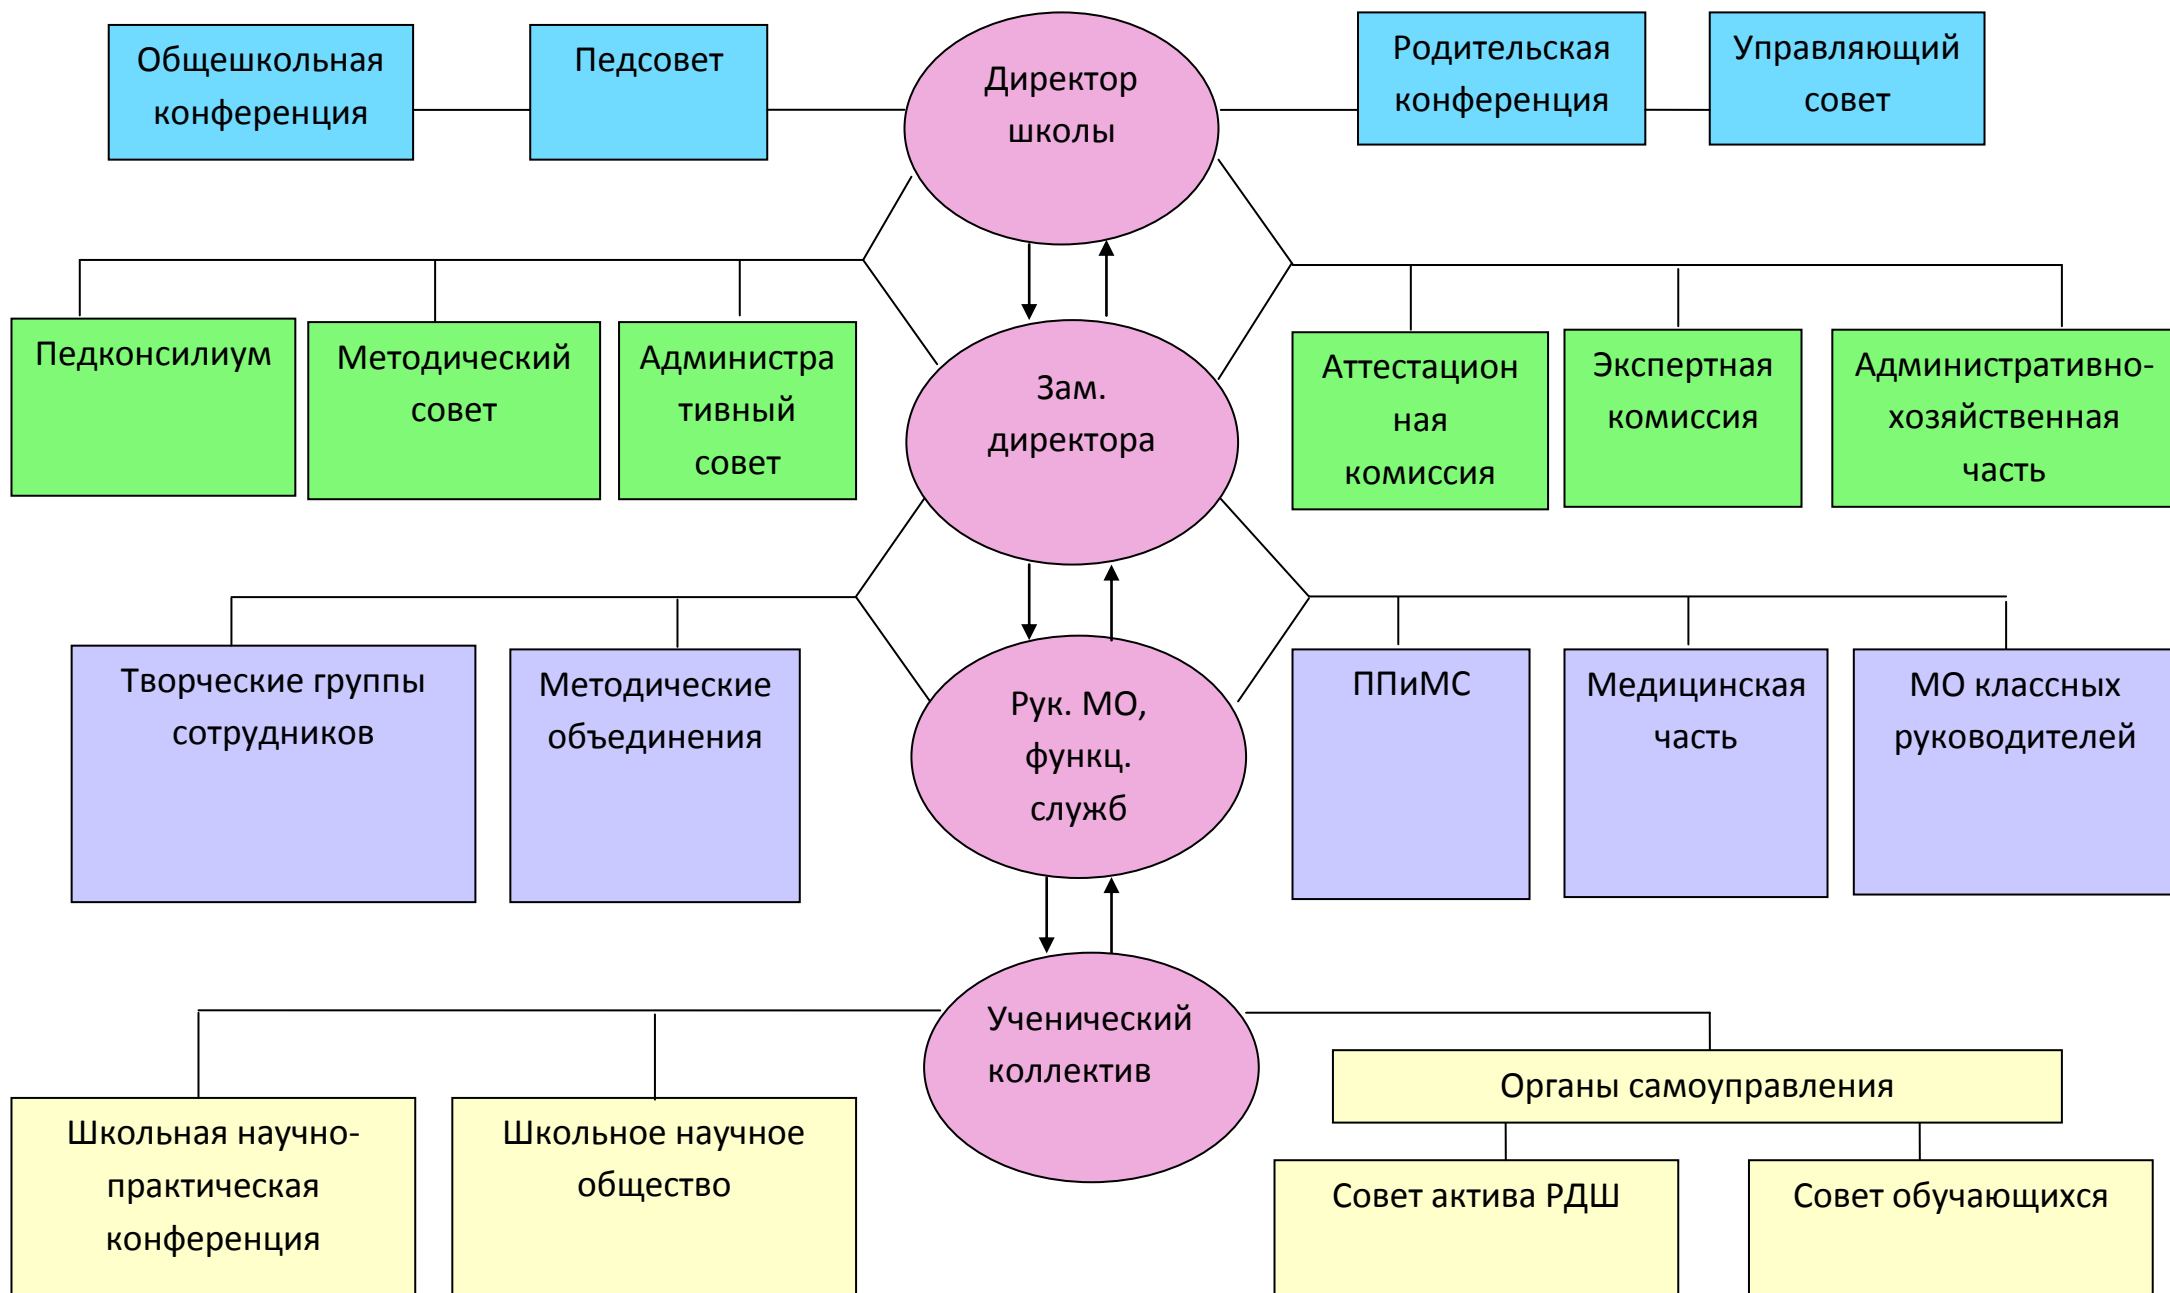 Общешкольная
конференция
Педсовет
Директор
школы
Родительская
конференция
Управляющий
совет
Педконсилиум
Методический
совет
Администра
тивный
совет
Зам.
директора
Аттестацион
ная
комиссия
Экспертная
комиссия
Административно-
хозяйственная
часть
Творческие группы
сотрудников
Методические
объединения
Рук. МО,
функц.
служб
ППиМС
Медицинская
часть
МО классных
руководителей
Ученический
коллектив
Школьная научно-
практическая
конференция
Школьное научное
общество
Органы самоуправления
Совет актива РДШ
Совет обучающихся